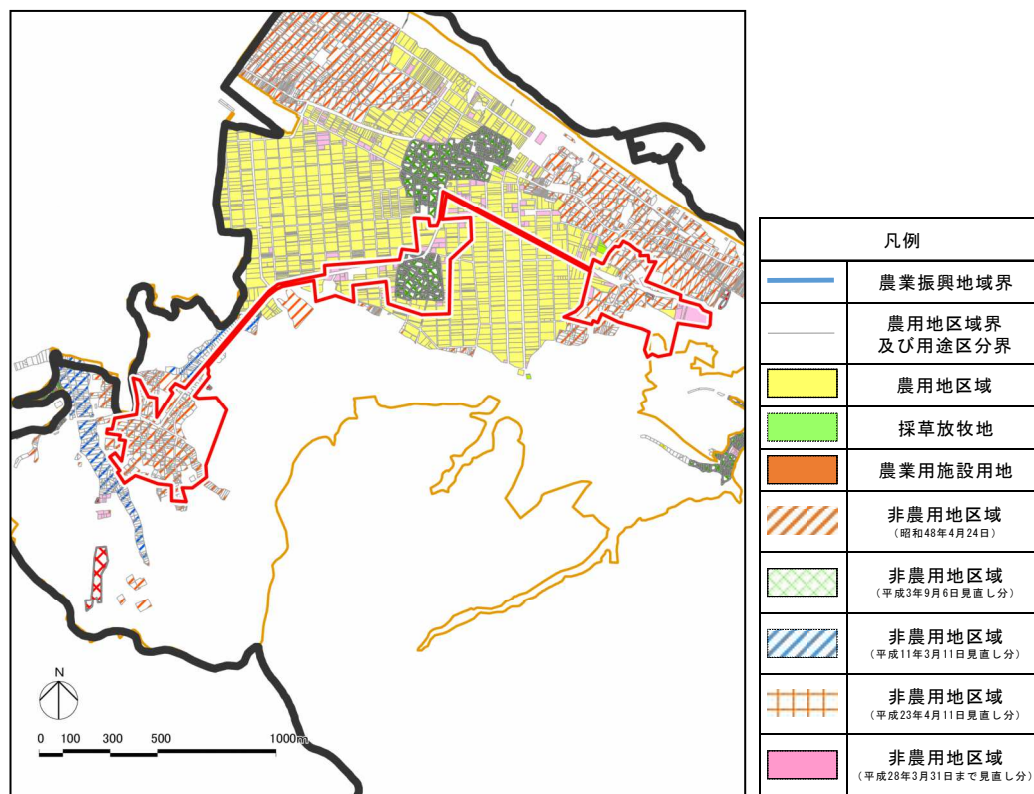 N
0 100 300 500 1000m
凡例
農業振興地域界
農用地区域界
及び用途区分界
農用地区域
採草放牧地
農業用施設用地
非農用地区域
（昭和48年4月24日）
非農用地区域
（平成3年9月6日見直し分）
非農用地区域
（平成11年3月11日見直し分）
非農用地区域
（平成23年4月11日見直し分）
非農用地区域
（平成28年3月31日まで見直し分）